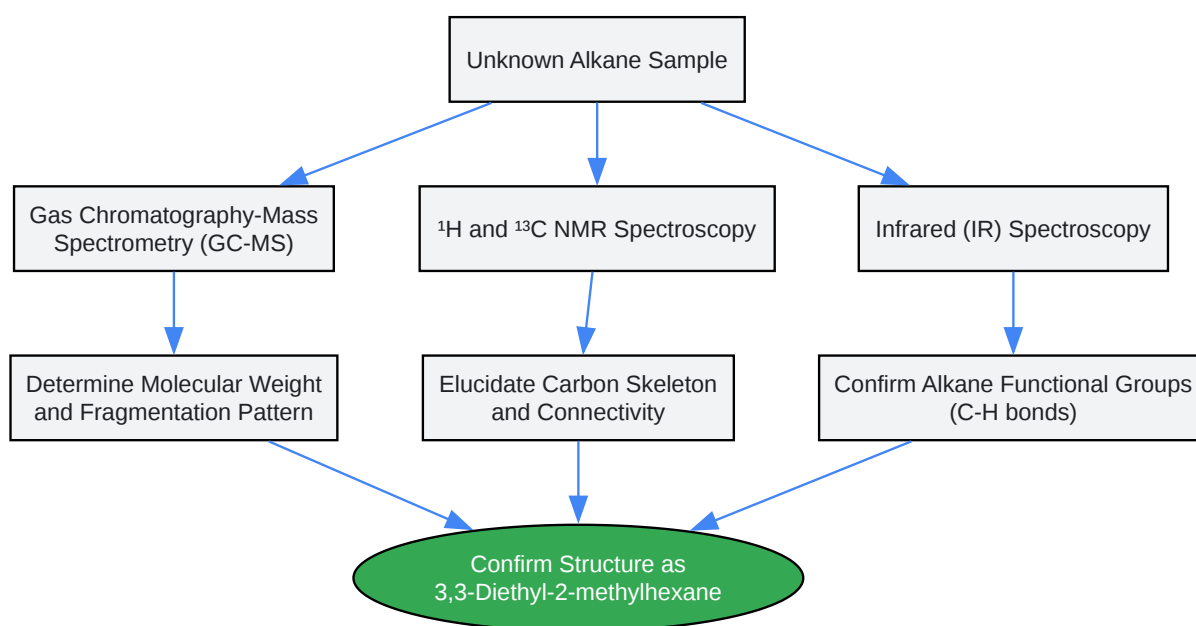 Unknown Alkane Sample
Gas Chromatography-Mass
Spectrometry (GC-MS)
¹H and ¹³C NMR Spectroscopy
Infrared (IR) Spectroscopy
Determine Molecular Weight
and Fragmentation Pattern
Elucidate Carbon Skeleton
and Connectivity
Confirm Alkane Functional Groups
(C-H bonds)
Confirm Structure as
3,3-Diethyl-2-methylhexane